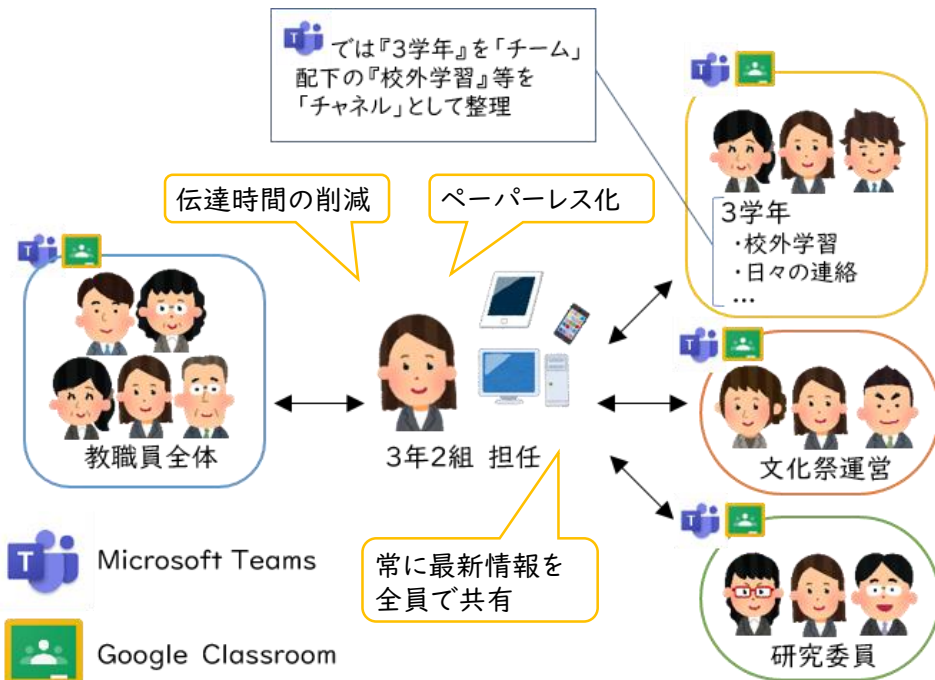 では『3学年』を「チーム」
配下の『校外学習』等を
「チャネル」として整理
伝達時間の削減
ペーパーレス化
3学年
・校外学習
・日々の連絡
…
教職員全体
3年2組 担任
文化祭運営
常に最新情報を
全員で共有
研究委員
Microsoft Teams
Google Classroom